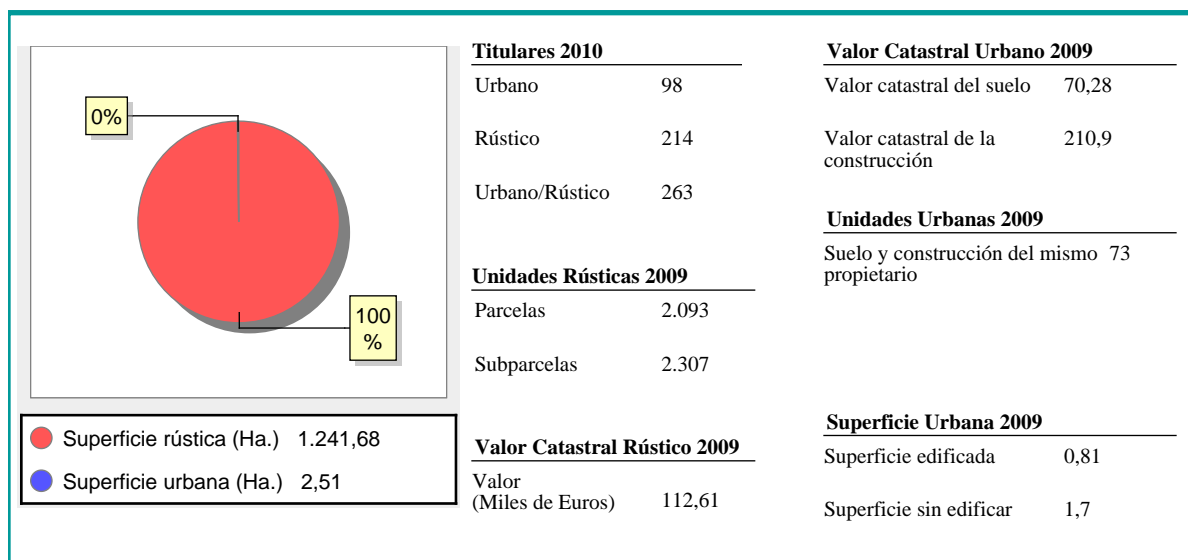 0%
100
%
Superficie rústica (Ha.) 1.241,68
Superficie urbana (Ha.) 2,51
Titulares 2010
Urbano 98
Rústico 214
Urbano/Rústico 263
Unidades Rústicas 2009
Parcelas 2.093
Subparcelas 2.307
Valor Catastral Rústico 2009
Valor
(Miles de Euros) 112,61
Valor Catastral Urbano 2009
Valor catastral del suelo 70,28
Valor catastral de la
construcción 210,9
Unidades Urbanas 2009
Suelo y construcción del mismo 73
propietario
Superficie Urbana 2009
Superficie edificada 0,81
Superficie sin edificar 1,7